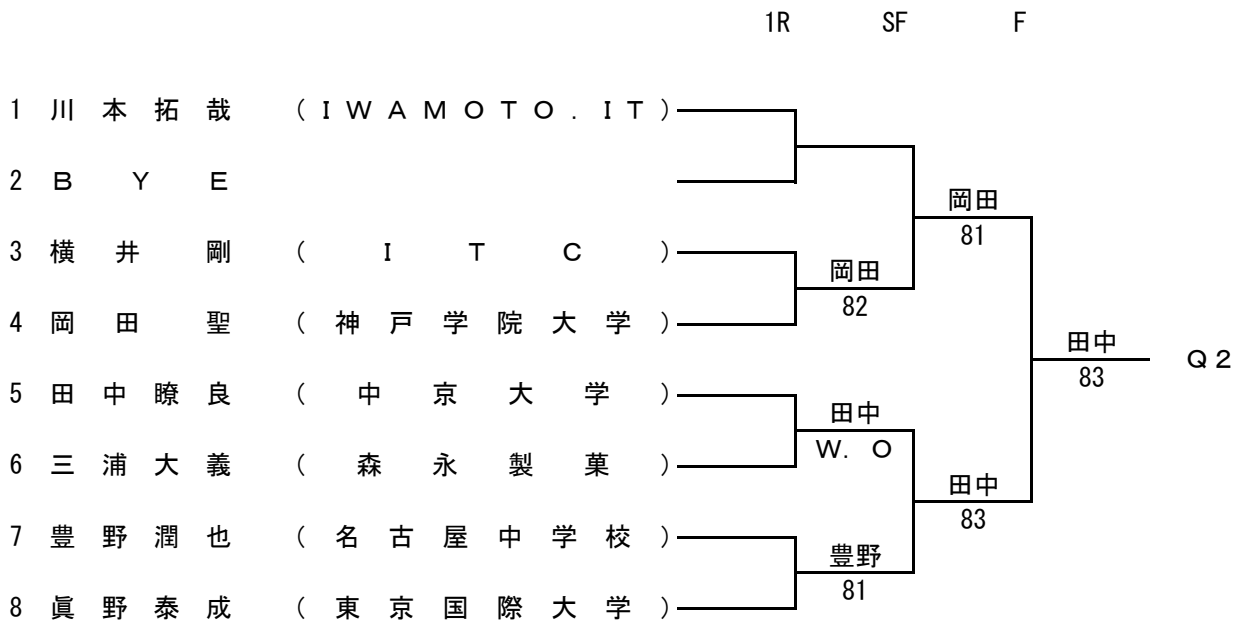 1R SF F
1 川本拓哉 (IWAMOTO.IT)
2 BYE
岡田
81
3 横井剛 (ITC)
岡田
82
4 岡田聖 (神戸学院大学)
田中
83
Q2
5 田中瞭良 (中京大学)
田中
W.O
6 三浦大義 (森永製菓)
田中
83
7 豊野潤也 (名古屋中学校)
豊野
81
8 眞野泰成 (東京国際大学)